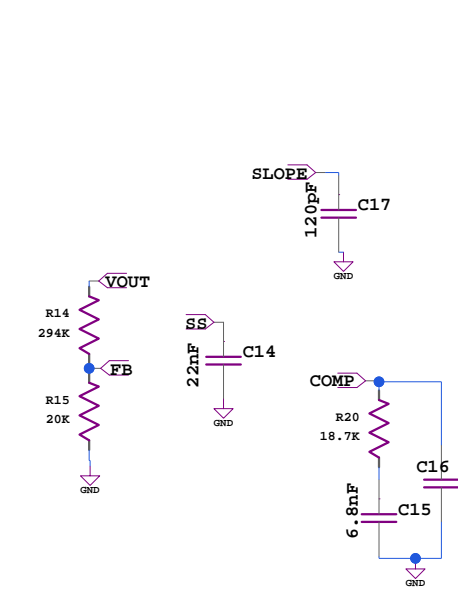 SLOPE
120pF
C17
GND
VOUT
R14
294K
FB
R15
20K
GND
SS
22nF
C14
GND
COMP
R20
18.7K
C16
6.8nF
C15
GND